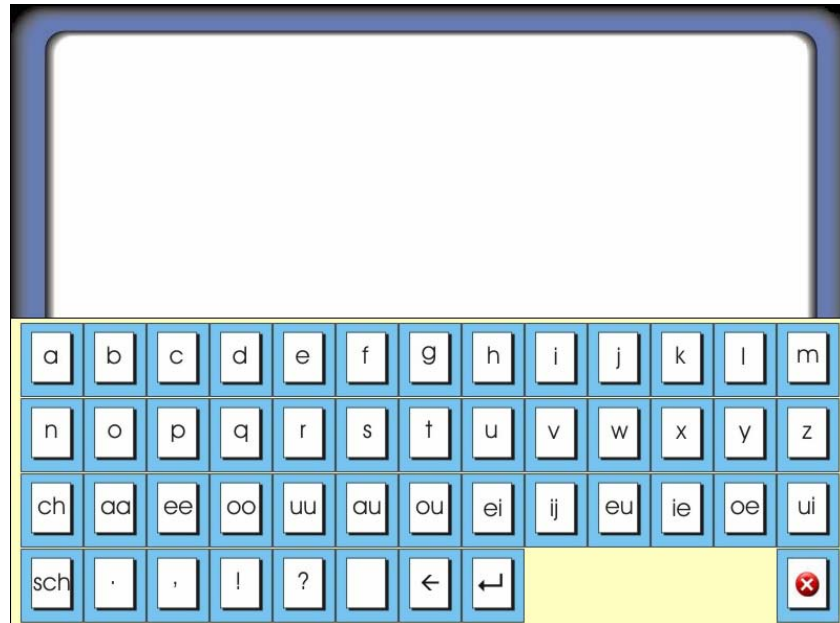 a b c d e f g h i j k l m
n o p q r s t u v w x y z
ch aa ee oo uu au ou ei ij eu ie oe ui
sch . , ! ? ← ↵